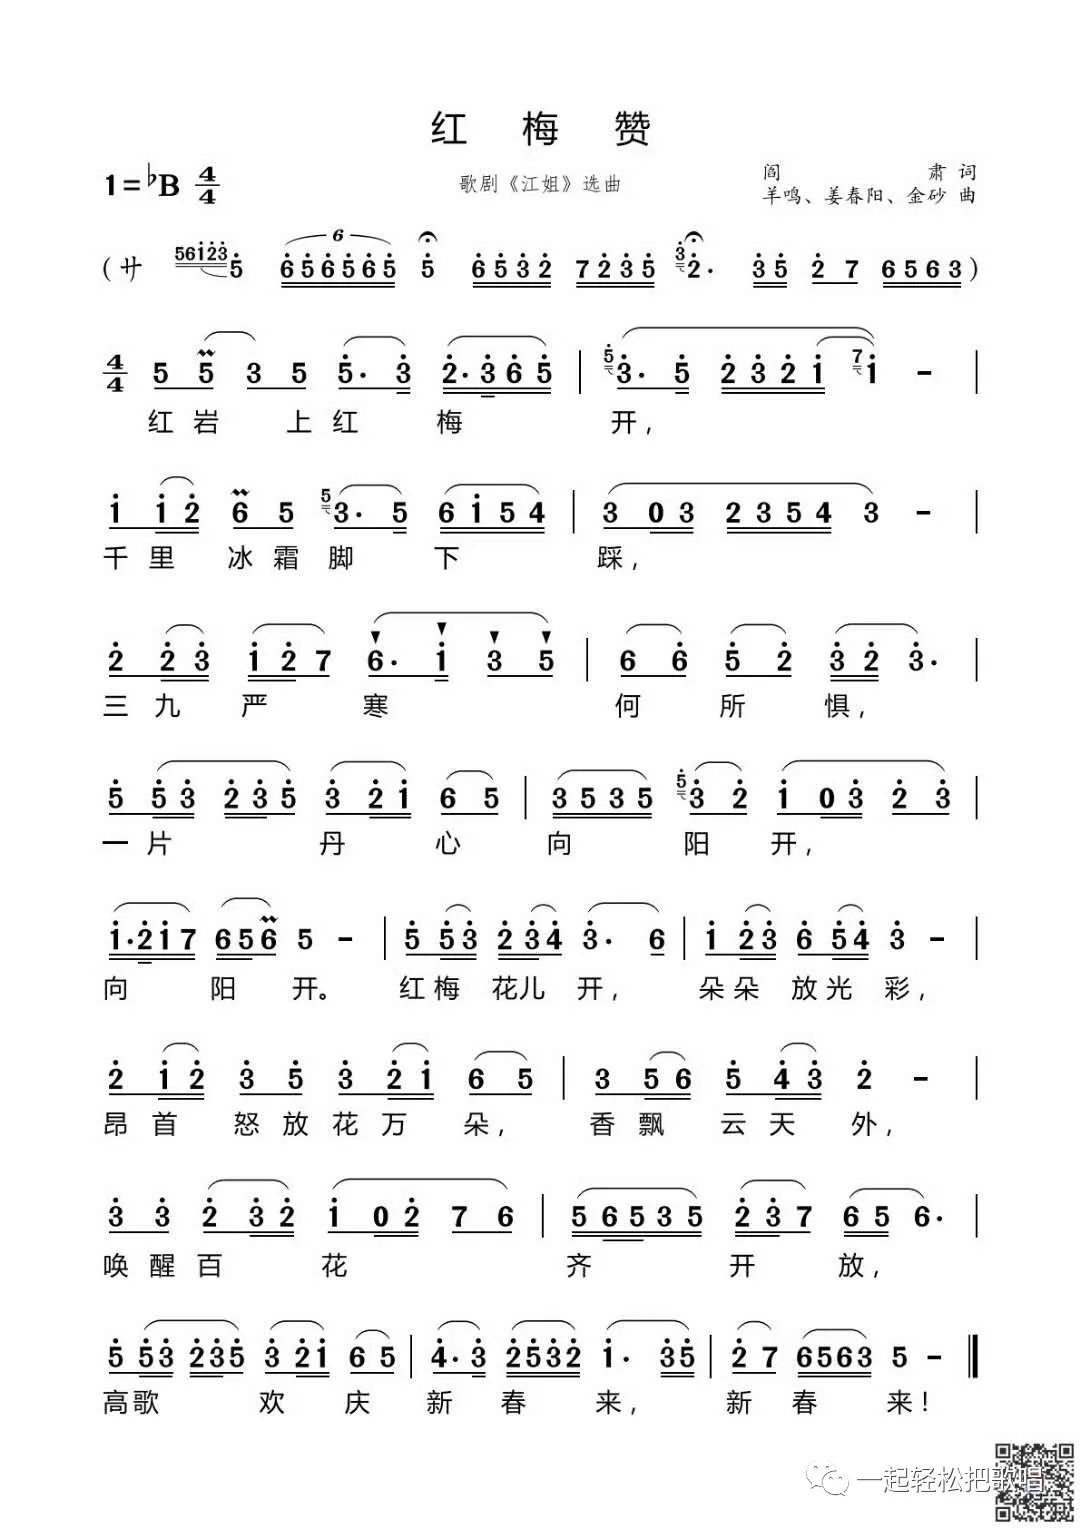 红 梅 赞
1=♭B 4/4
歌剧《江姐》选曲
阎 肃 词
羊鸣、姜春阳、金砂 曲
( 廿 56123 5 656565 5 6532 7235 3 2· 35 27 6563 )
4/4 5 5 3 5 5· 3 2·365 | 5 3· 5 2321 7 1 - |
红 岩 上 红 梅 开,
1 12 6 5 5 3· 5 6154 | 3 03 2354 3 - |
千 里 冰 霜 脚 下 踩,
2 23 127 6· 1 3 5 | 6 6 5 2 32 3· |
三 九 严 寒 何 所 惧,
5 53 235 3 21 6 5 | 3535 5 3 2 1 03 2 3 |
一 片 丹 心 向 阳 开,
1·217 656 5 - | 5 53 234 3· 6 | 1 23 6 54 3 - |
向 阳 开。 红 梅 花儿 开, 朵朵 放光 彩,
2 12 3 5 3 21 6 5 | 3 56 5 43 2 - |
昂 首 怒 放 花 万 朵, 香 飘 云 天 外,
3 3 2 32 1 02 7 6 | 56535 237 65 6· |
唤 醒 百 花 齐 开 放,
5 53 235 3 21 65 | 4· 3 2532 1· 35 | 2 7 6563 5 - ‖
高歌 欢 庆 新 春 来, 新 春 来!
一起轻松把歌唱